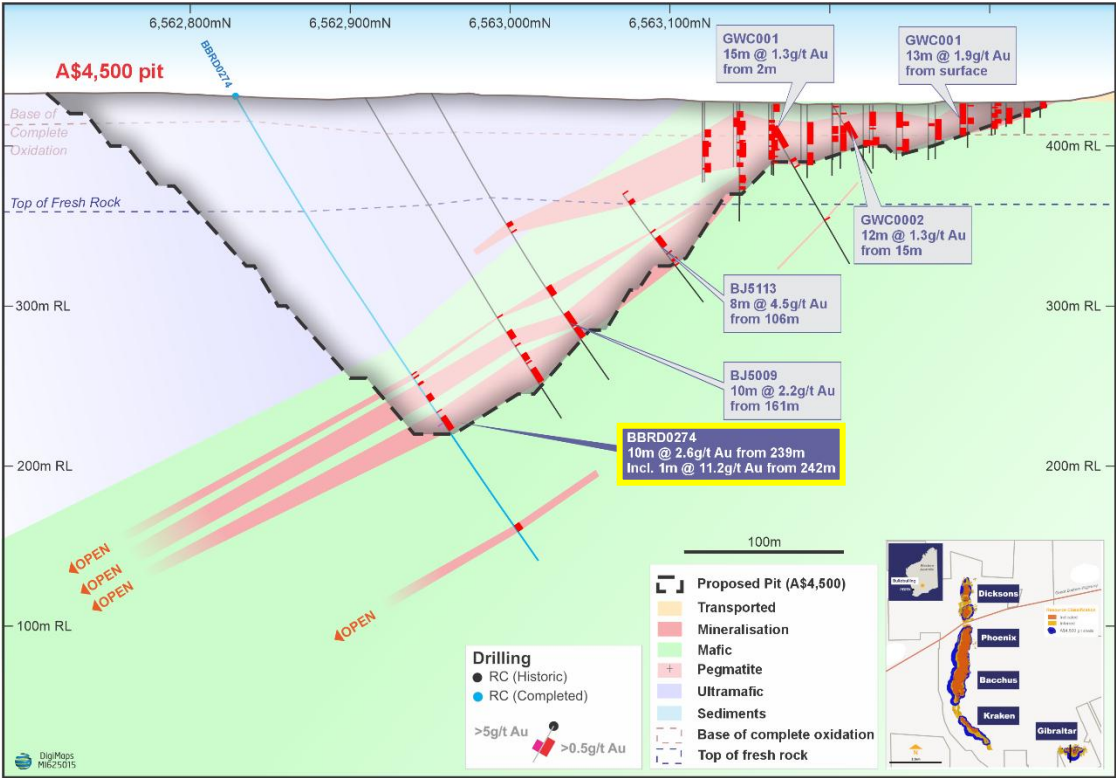 6,562,800mN
6,562,900mN
6,563,000mN
6,563,100mN
BBRD0274
A$4,500 pit
GWC001
15m @ 1.3g/t Au
from 2m
GWC001
13m @ 1.9g/t Au
from surface
Base of
Complete
Oxidation
400m RL
Top of Fresh Rock
GWC0002
12m @ 1.3g/t Au
from 15m
BJ5113
8m @ 4.5g/t Au
from 106m
300m RL
300m RL
BJ5009
10m @ 2.2g/t Au
from 161m
BBRD0274
10m @ 2.6g/t Au from 239m
Incl. 1m @ 11.2g/t Au from 242m
200m RL
200m RL
OPEN
OPEN
OPEN
OPEN
100m RL
100m
Drilling
RC (Historic)
RC (Completed)
>5g/t Au
>0.5g/t Au
Proposed Pit (A$4,500)
Transported
Mineralisation
Mafic
Pegmatite
Ultramafic
Sediments
Base of complete oxidation
Top of fresh rock
Dicksons
Phoenix
Bacchus
Kraken
Gibraltar
N
DigiMaps
MI625015